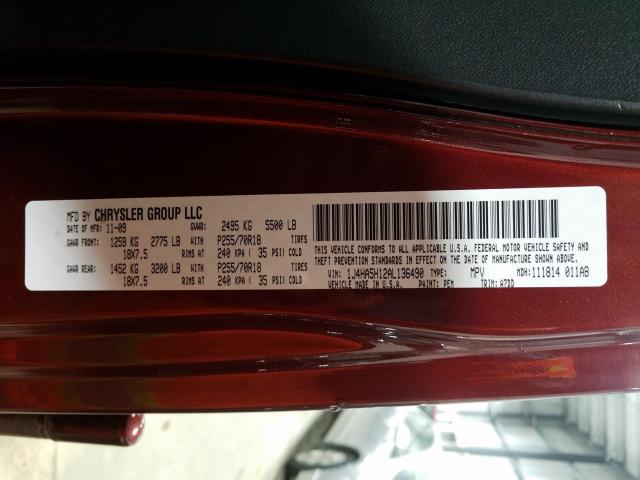 MFD BY CHRYSLER GROUP LLC
DATE OF MFR: 11-09 GVWR: 2495 KG 5500 LB
GAWR FRONT: 1259 KG 2775 LB WITH P255/70R18 TIRES
18X7.5 RIMS AT 240 KPA ( 35 PSI) COLD
GAWR REAR: 1452 KG 3200 LB WITH P255/70R18 TIRES
18X7.5 RIMS AT 240 KPA ( 35 PSI) COLD
THIS VEHICLE CONFORMS TO ALL APPLICABLE U.S.A. FEDERAL MOTOR VEHICLE SAFETY,
BUMPER, AND THEFT PREVENTION STANDARDS IN EFFECT ON THE DATE
OF MANUFACTURE SHOWN ABOVE.
VIN: 1J4HA5H12AL136490 TYPE: MPV MDH: 111814 011AB
VEHICLE MADE IN U.S.A. PAINT: PEM TRIM: A7DD